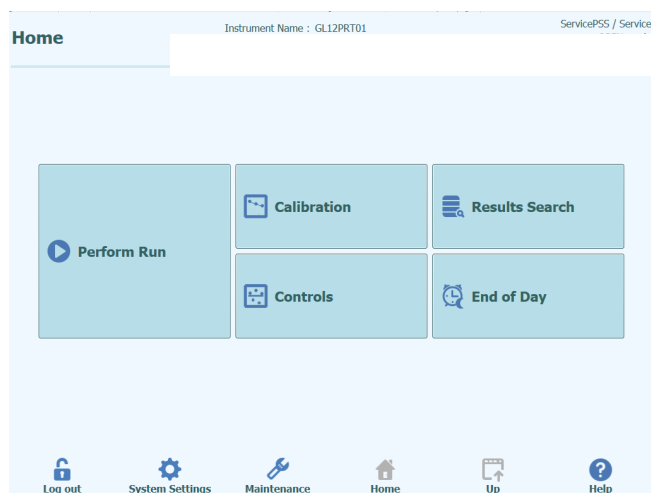 Home
Instrument Name : GL12PRT01
ServicePSS / Service
Perform Run
Calibration
Results Search
Controls
End of Day
Log out
System Settings
Maintenance
Home
Up
Help